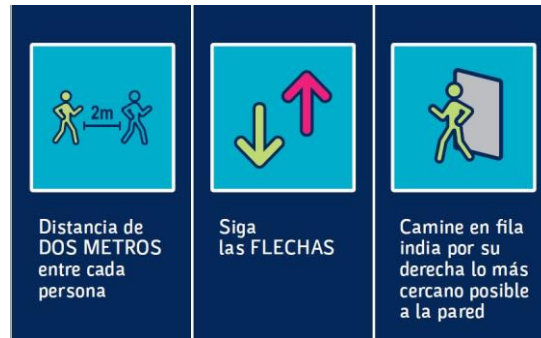 2m
Distancia de
DOS METROS
entre cada
persona
Siga
las FLECHAS
Camine en fila
india por su
derecha lo más
cercano posible
a la pared